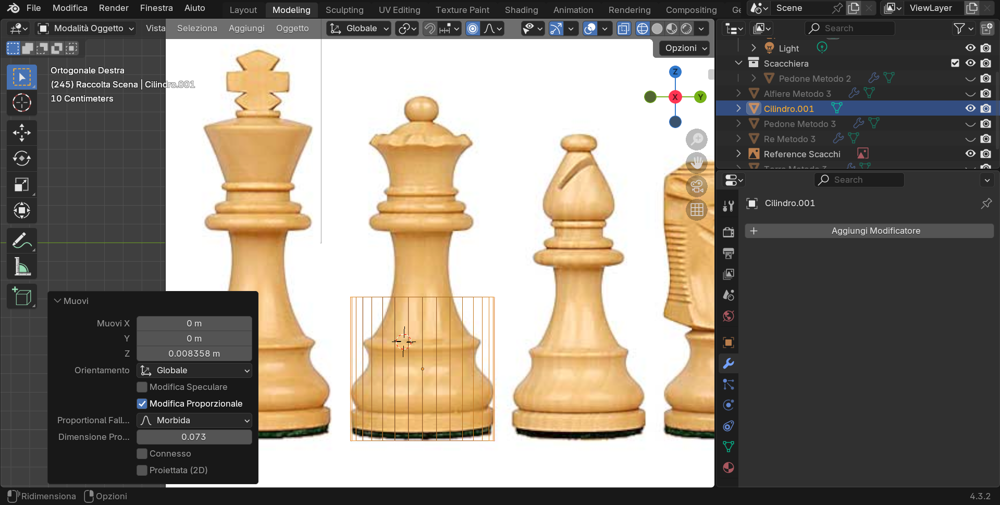 File Modifica Render Finestra Aiuto Layout Modeling Sculpting UV Editing Texture Paint Shading Animation Rendering Compositing Ge Scene ViewLayer
Modalità Oggetto Vista Seleziona Aggiungi Oggetto Globale Search
Opzioni
Light
Scacchiera
Pedone Metodo 2
Alfiere Metodo 3
Cilindro.001
Pedone Metodo 3
Re Metodo 3
Reference Scacchi
Torre Metodo 3
Ortogonale Destra
(245) Raccolta Scena | Cilindro.001
10 Centimeters
Z
X
Y
Search
Cilindro.001
Aggiungi Modificatore
Muovi
Muovi X 0 m
Y 0 m
Z 0.008358 m
Orientamento Globale
Modifica Speculare
Modifica Proporzionale
Proportional Fall... Morbida
Dimensione Pro... 0.073
Connesso
Proiettata (2D)
Ridimensiona Opzioni 4.3.2